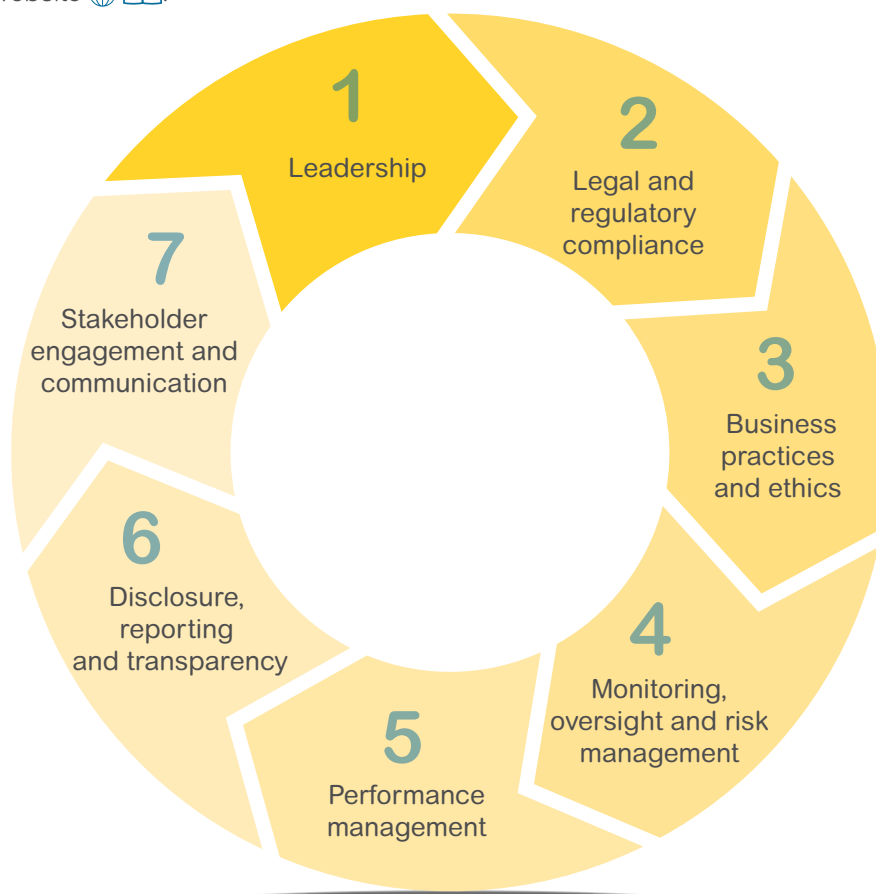 1
Leadership
2
Legal and
regulatory
compliance
3
Business
practices
and ethics
4
Monitoring,
oversight and risk
management
5
Performance
management
6
Disclosure,
reporting
and transparency
7
Stakeholder
engagement and
communication